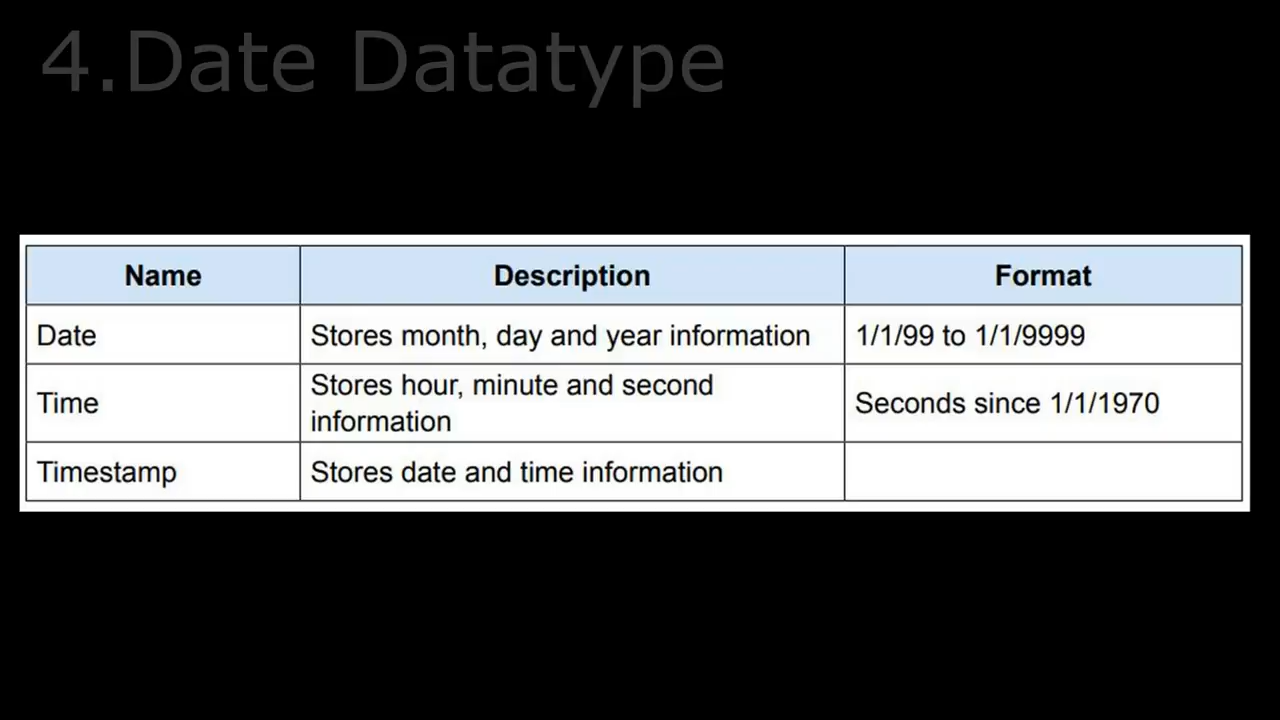 4.Date Datatype
Name Description Format
Date Stores month, day and year information 1/1/99 to 1/1/9999
Time Stores hour, minute and second information Seconds since 1/1/1970
Timestamp Stores date and time information